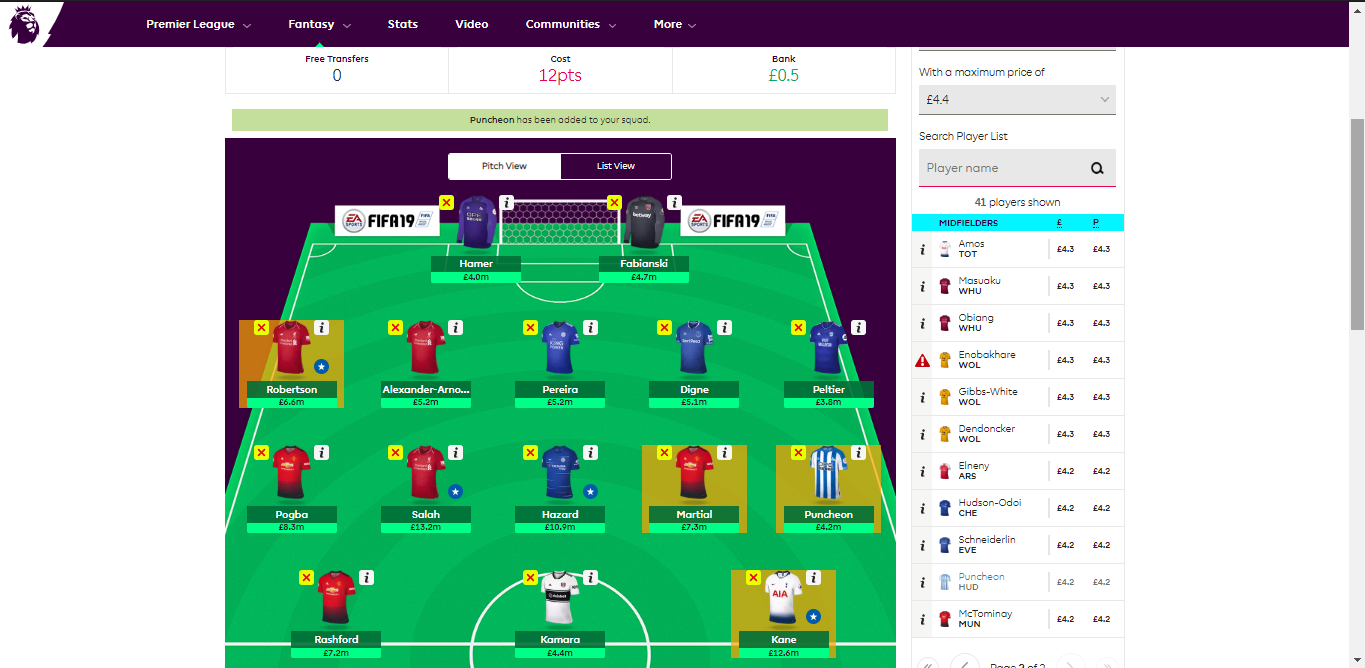 Premier League
Fantasy
Stats
Video
Communities
More
Free Transfers
0
Cost
12pts
Bank
£0.5
Puncheon has been added to your squad.
Pitch View
List View
EA SPORTS FIFA19
EA SPORTS FIFA19
betway
Hamer
£4.0m
Fabianski
£4.7m
Robertson
£6.6m
Alexander-Arno...
£5.2m
Pereira
£5.2m
Digne
£5.1m
Peltier
£3.8m
Pogba
£8.3m
Salah
£13.2m
Hazard
£10.9m
Martial
£7.3m
Puncheon
£4.2m
AIA
Rashford
£7.2m
Kamara
£4.4m
Kane
£12.6m
With a maximum price of
£4.4
Search Player List
Player name
41 players shown
MIDFIELDERS £ P
Amos £4.3 £4.3
TOT
Masuaku £4.3 £4.3
WHU
Obiang £4.3 £4.3
WHU
Enobakhare £4.3 £4.3
WOL
Gibbs-White £4.3 £4.3
WOL
Dendoncker £4.3 £4.3
WOL
Elneny £4.2 £4.2
ARS
Hudson-Odoi £4.2 £4.2
CHE
Schneiderlin £4.2 £4.2
EVE
Puncheon £4.2 £4.2
HUD
McTominay £4.2 £4.2
MUN
Page 2 of 2